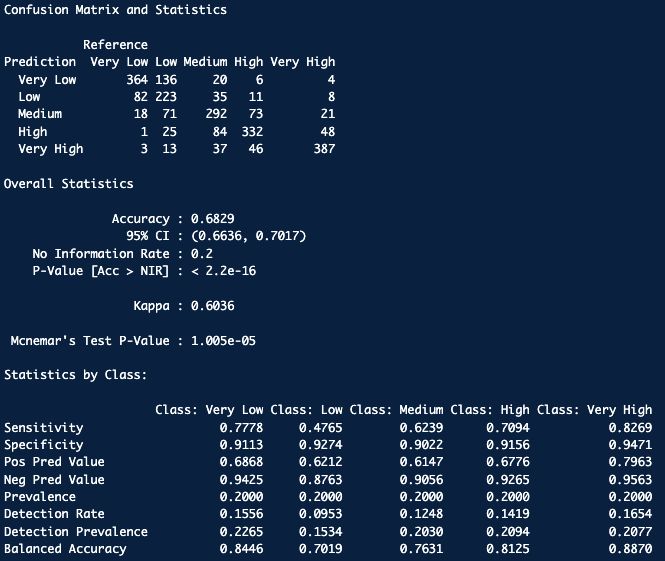 Confusion Matrix and Statistics
Reference
Prediction Very Low Low Medium High Very High
Very Low 364 136 20 6 4
Low 82 223 35 11 8
Medium 18 71 292 73 21
High 1 25 84 332 48
Very High 3 13 37 46 387
Overall Statistics
Accuracy : 0.6829
95% CI : (0.6636, 0.7017)
No Information Rate : 0.2
P-Value [Acc > NIR] : < 2.2e-16
Kappa : 0.6036
Mcnemar's Test P-Value : 1.005e-05
Statistics by Class:
Class: Very Low Class: Low Class: Medium Class: High Class: Very High
Sensitivity 0.7778 0.4765 0.6239 0.7094 0.8269
Specificity 0.9113 0.9274 0.9022 0.9156 0.9471
Pos Pred Value 0.6868 0.6212 0.6147 0.6776 0.7963
Neg Pred Value 0.9425 0.8763 0.9056 0.9265 0.9563
Prevalence 0.2000 0.2000 0.2000 0.2000 0.2000
Detection Rate 0.1556 0.0953 0.1248 0.1419 0.1654
Detection Prevalence 0.2265 0.1534 0.2030 0.2094 0.2077
Balanced Accuracy 0.8446 0.7019 0.7631 0.8125 0.8870